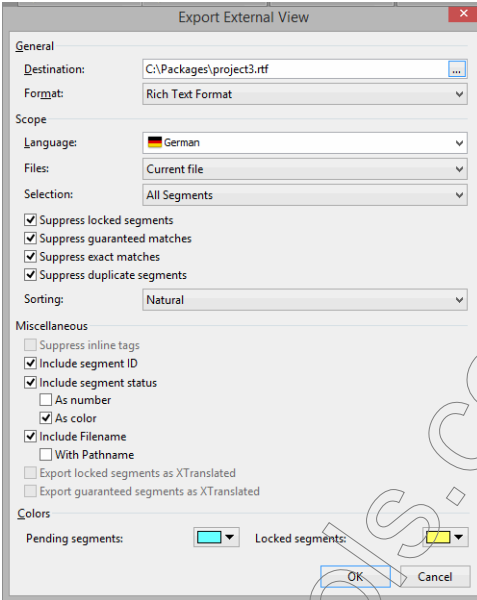 Export External View
General
Destination: C:\Packages\project3.rtf ...
Format: Rich Text Format
Scope
Language: German
Files: Current file
Selection: All Segments
Suppress locked segments
Suppress guaranteed matches
Suppress exact matches
Suppress duplicate segments
Sorting: Natural
Miscellaneous
Suppress inline tags
Include segment ID
Include segment status
As number
As color
Include Filename
With Pathname
Export locked segments as XTranslated
Export guaranteed segments as XTranslated
Colors
Pending segments: Locked segments:
OK Cancel